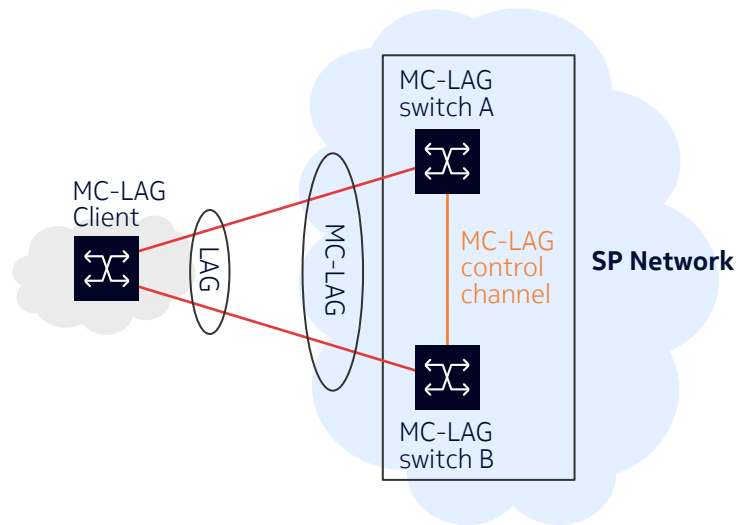 MC-LAG
switch A
MC-LAG
Client
LAG
MC-LAG
MC-LAG
control
channel
SP Network
MC-LAG
switch B